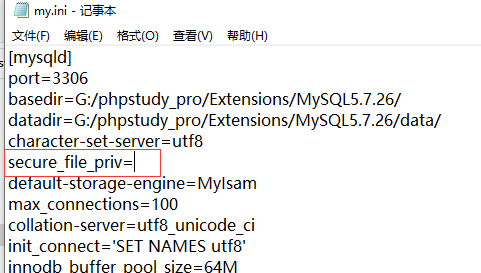 my.ini - 记事本
文件(F) 编辑(E) 格式(O) 查看(V) 帮助(H)
[mysqld]
port=3306
basedir=G:/phpstudy_pro/Extensions/MySQL5.7.26/
datadir=G:/phpstudy_pro/Extensions/MySQL5.7.26/data/
character-set-server=utf8
secure_file_priv=
default-storage-engine=MyIsam
max_connections=100
collation-server=utf8_unicode_ci
init_connect='SET NAMES utf8'
innodb_buffer_pool_size=64M